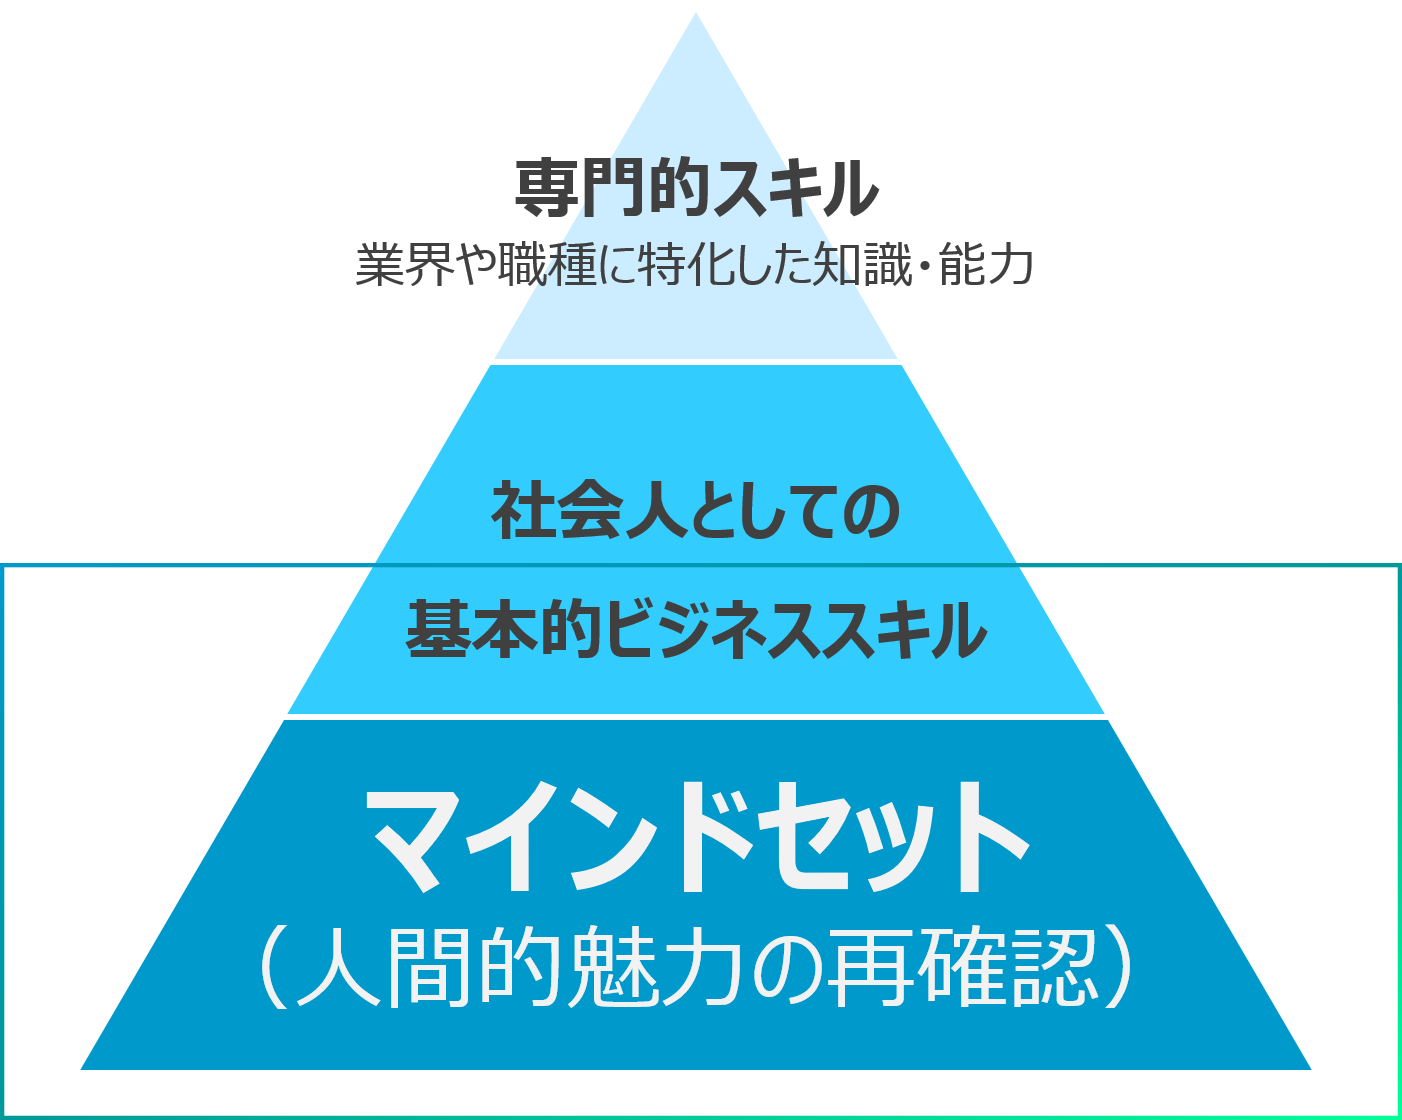 専門的スキル
業界や職種に特化した知識・能力
社会人としての
基本的ビジネススキル
マインドセット
（人間的魅力の再確認）